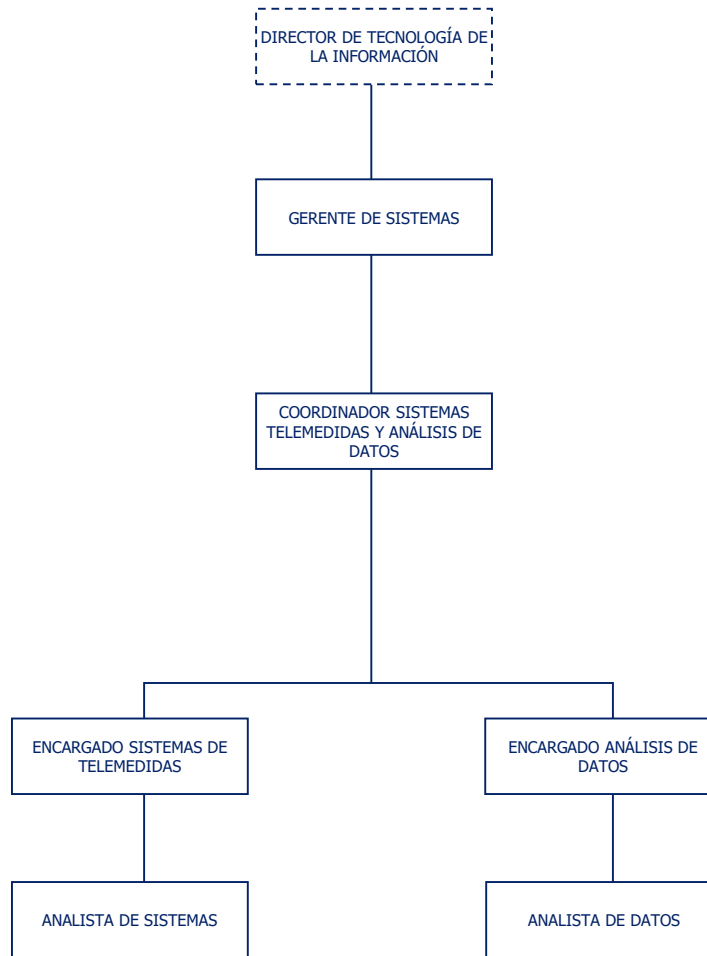 DIRECTOR DE TECNOLOGÍA DE
LA INFORMACIÓN
GERENTE DE SISTEMAS
COORDINADOR SISTEMAS
TELEMEDIDAS Y ANÁLISIS DE
DATOS
ENCARGADO SISTEMAS DE
TELEMEDIDAS
ENCARGADO ANÁLISIS DE
DATOS
ANALISTA DE SISTEMAS
ANALISTA DE DATOS